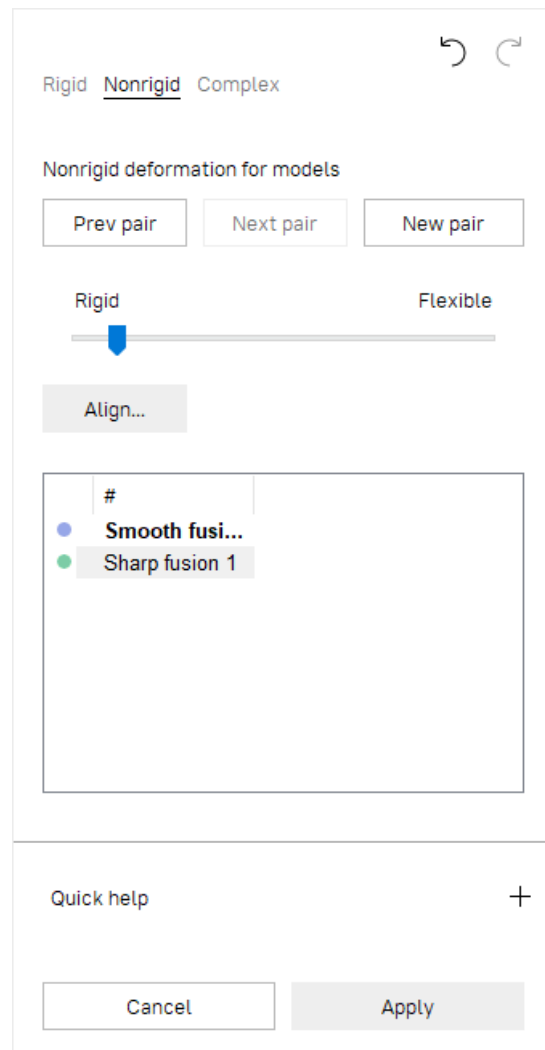 Rigid Nonrigid Complex
Nonrigid deformation for models
Prev pair Next pair New pair
Rigid Flexible
Align...
#
Smooth fusi...
Sharp fusion 1
Quick help
Cancel Apply